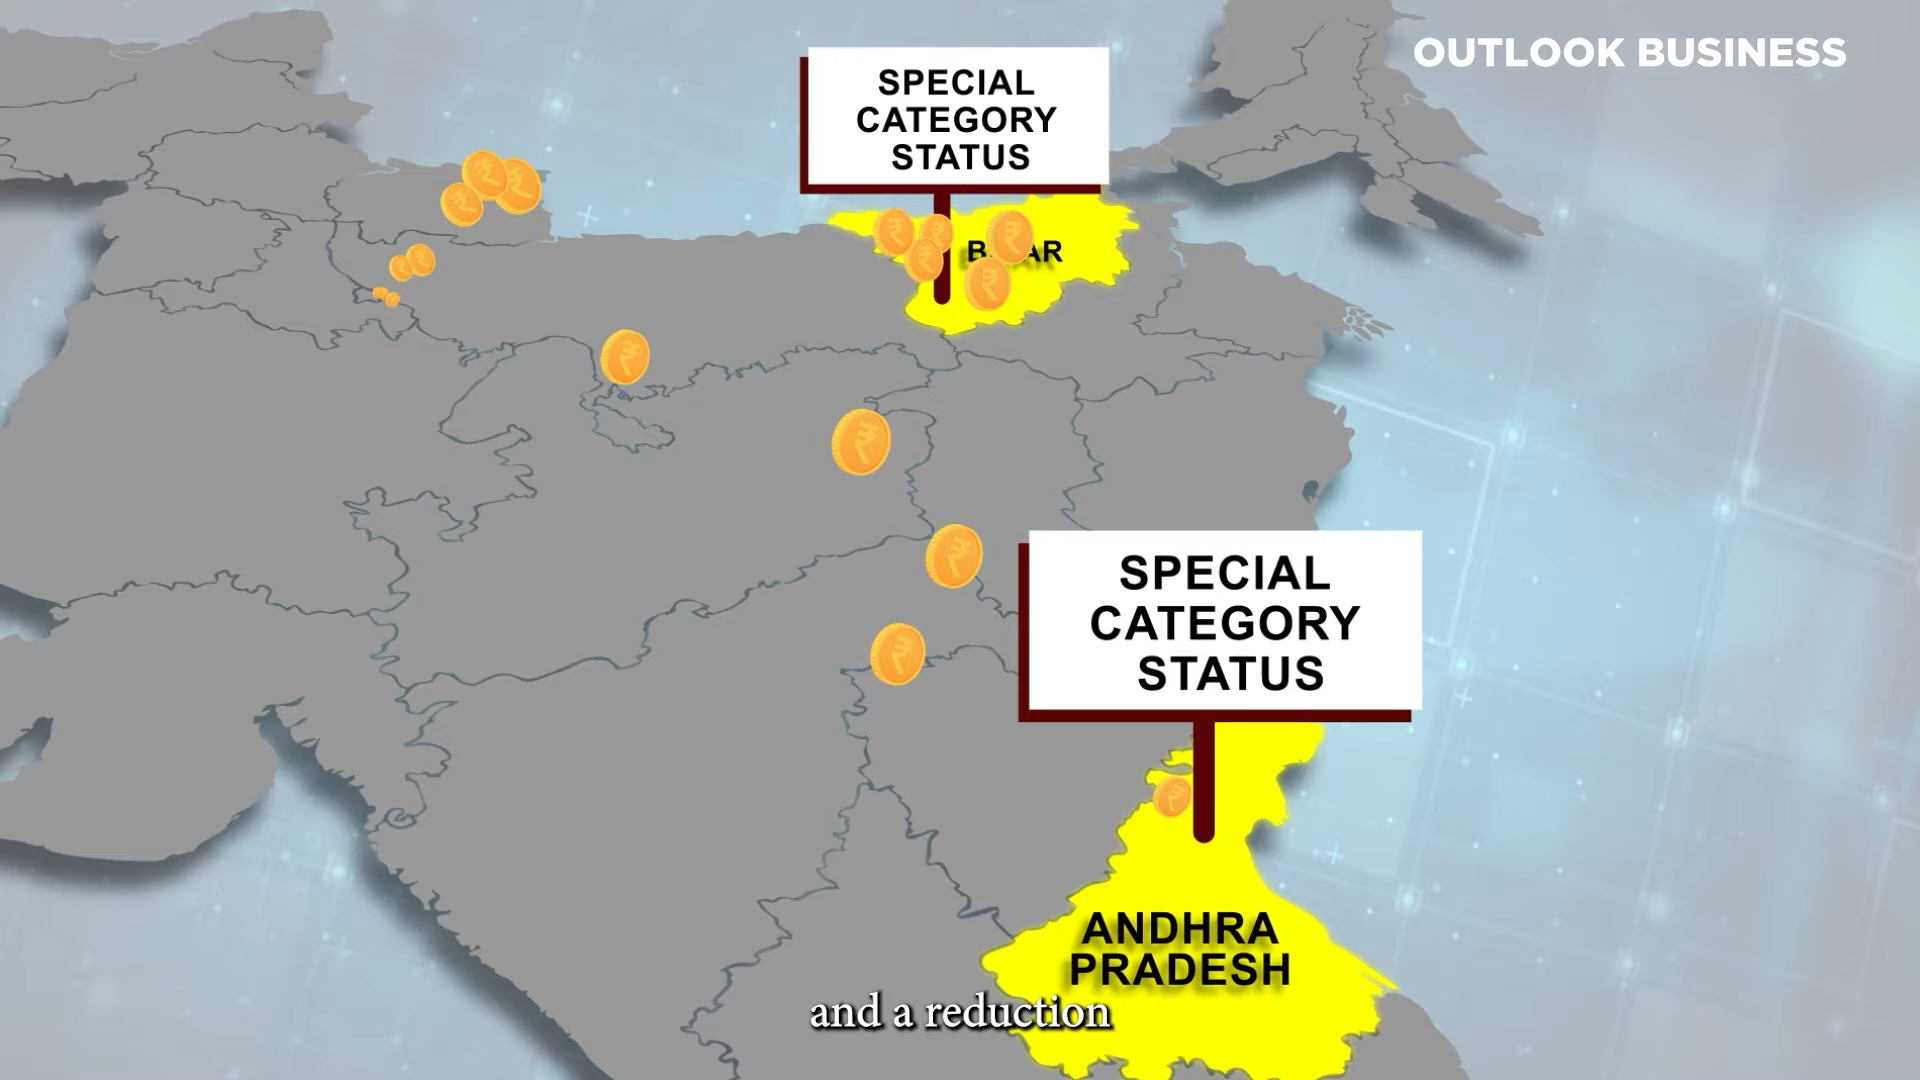 OUTLOOK BUSINESS
SPECIAL
CATEGORY
STATUS
SPECIAL
CATEGORY
STATUS
ANDHRA
PRADESH
and a reduction